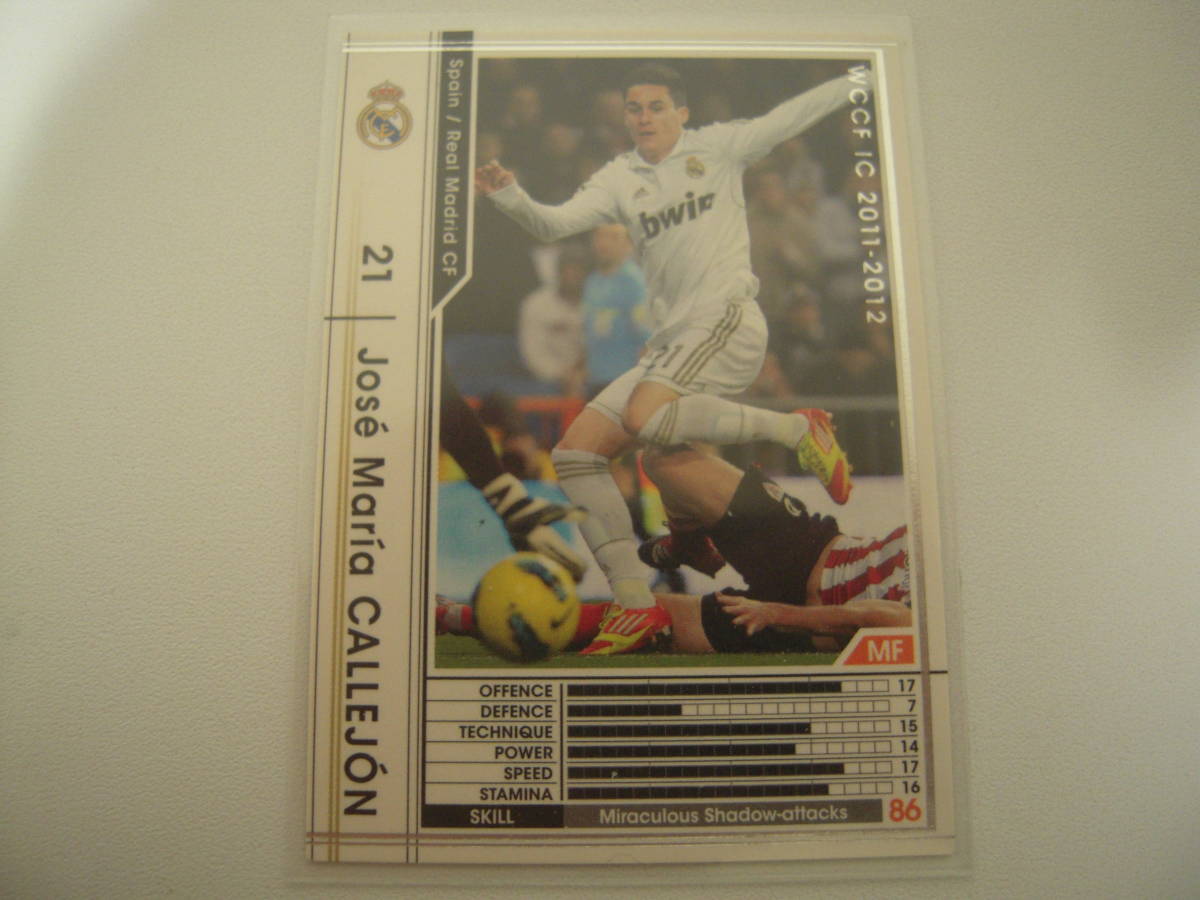 WCCF IC 2011-2012
Spain / Real Madrid CF
21 José María CALLEJÓN
bwin
21
MF
OFFENCE 17
DEFENCE 7
TECHNIQUE 15
POWER 14
SPEED 17
STAMINA 16
SKILL Miraculous Shadow-attacks 86